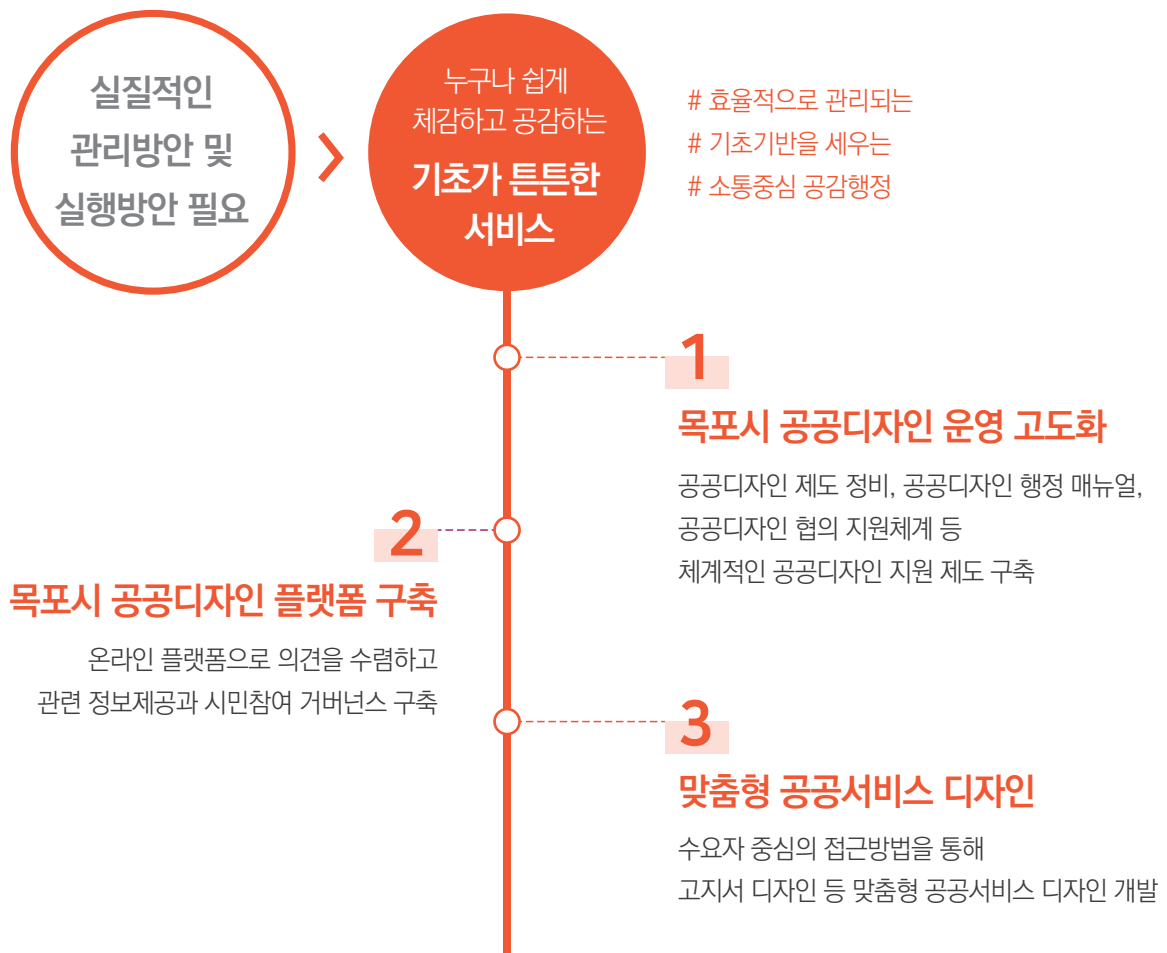 실질적인
관리방안 및
실행방안 필요
누구나 쉽게
체감하고 공감하는
기초가 튼튼한
서비스
# 효율적으로 관리되는
# 기초기반을 세우는
# 소통중심 공감행정
1
목포시 공공디자인 운영 고도화
공공디자인 제도 정비, 공공디자인 행정 매뉴얼,
공공디자인 협의 지원체계 등
체계적인 공공디자인 지원 제도 구축
2
목포시 공공디자인 플랫폼 구축
온라인 플랫폼으로 의견을 수렴하고
관련 정보제공과 시민참여 거버넌스 구축
3
맞춤형 공공서비스 디자인
수요자 중심의 접근방법을 통해
고지서 디자인 등 맞춤형 공공서비스 디자인 개발